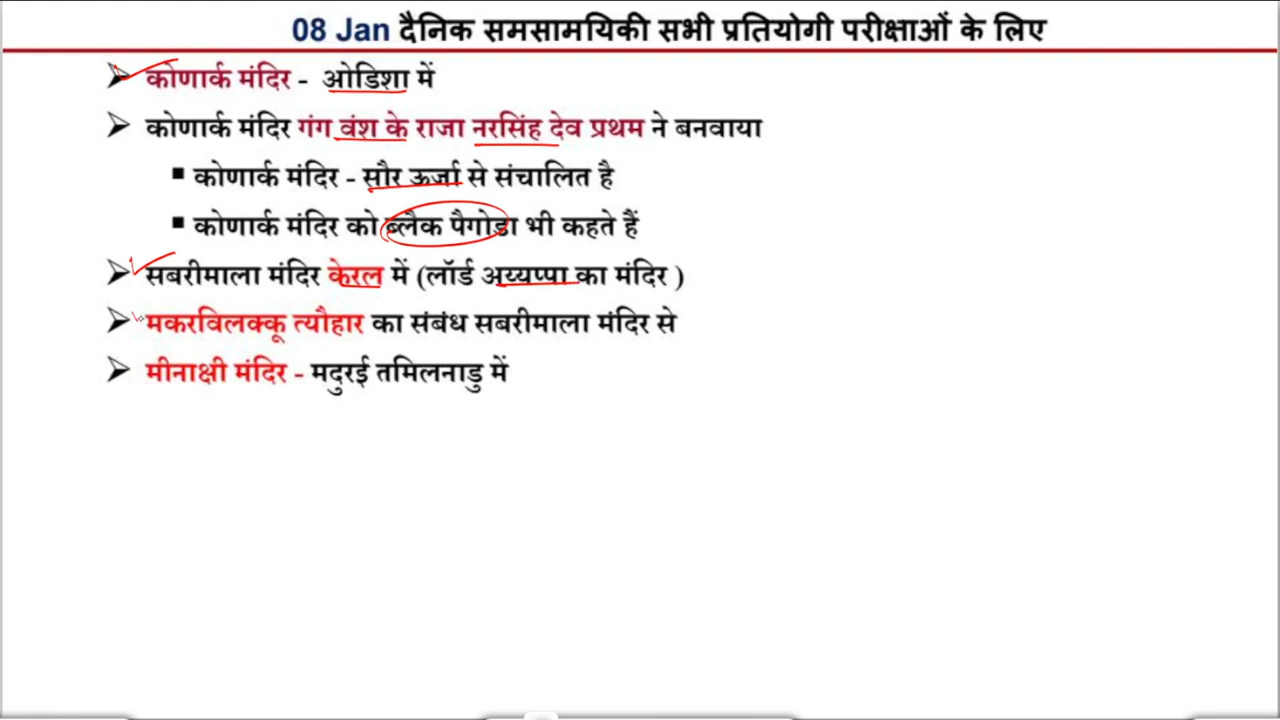 08 Jan दैनिक समसामयिकी सभी प्रतियोगी परीक्षाओं के लिए
➢ कोणार्क मंदिर - ओडिशा में
➢ कोणार्क मंदिर गंग वंश के राजा नरसिंह देव प्रथम ने बनवाया
▪ कोणार्क मंदिर - सौर ऊर्जा से संचालित है
▪ कोणार्क मंदिर को ब्लैक पैगोडा भी कहते हैं
➢ सबरीमाला मंदिर केरल में (लॉर्ड अय्यप्पा का मंदिर )
➢ मकरविलक्कू त्यौहार का संबंध सबरीमाला मंदिर से
➢ मीनाक्षी मंदिर - मदुरई तमिलनाडु में